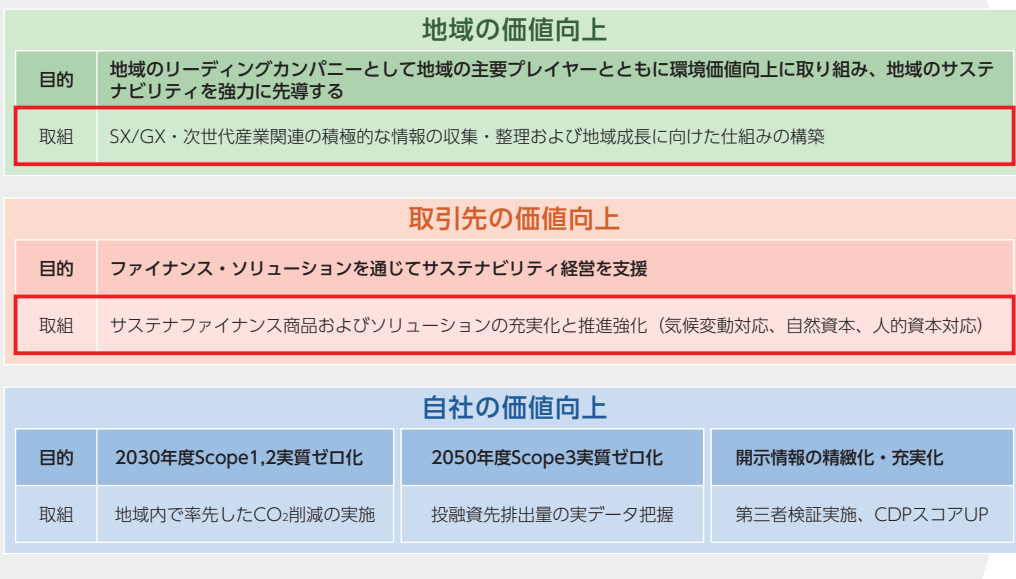 地域の価値向上
目的
地域のリーディングカンパニーとして地域の主要プレイヤーとともに環境価値向上に取り組み、地域のサステ
ナビリティを強力に先導する
取組
SX/GX・次世代産業関連の積極的な情報の収集・整理および地域成長に向けた仕組みの構築
取引先の価値向上
目的
ファイナンス・ソリューションを通じてサステナビリティ経営を支援
取組
サステナファイナンス商品およびソリューションの充実化と推進強化（気候変動対応、自然資本、人的資本対応）
自社の価値向上
目的
2030年度Scope1,2実質ゼロ化
2050年度Scope3実質ゼロ化
開示情報の精緻化・充実化
取組
地域内で率先したCO₂削減の実施
投融資先排出量の実データ把握
第三者検証実施、CDPスコアUP